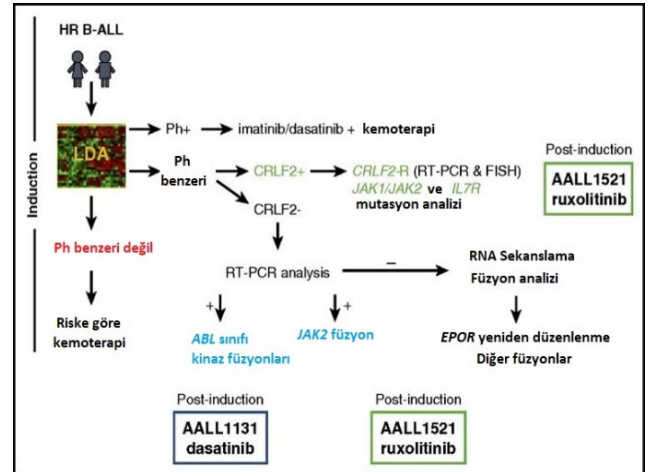 HR B-ALL
Induction
LDA
Ph+
imatinib/dasatinib + kemoterapi
Ph
benzeri
CRLF2+
CRLF2-R (RT-PCR & FISH)
JAK1/JAK2 ve IL7R
mutasyon analizi
Post-induction
AALL1521
ruxolitinib
CRLF2-
Ph benzeri değil
RT-PCR analysis
–
RNA Sekanslama
Füzyon analizi
Riske göre
kemoterapi
+
ABL sınıfı
kinaz füzyonları
+
JAK2 füzyon
EPOR yeniden düzenlenme
Diğer füzyonlar
Post-induction
AALL1131
dasatinib
Post-induction
AALL1521
ruxolitinib